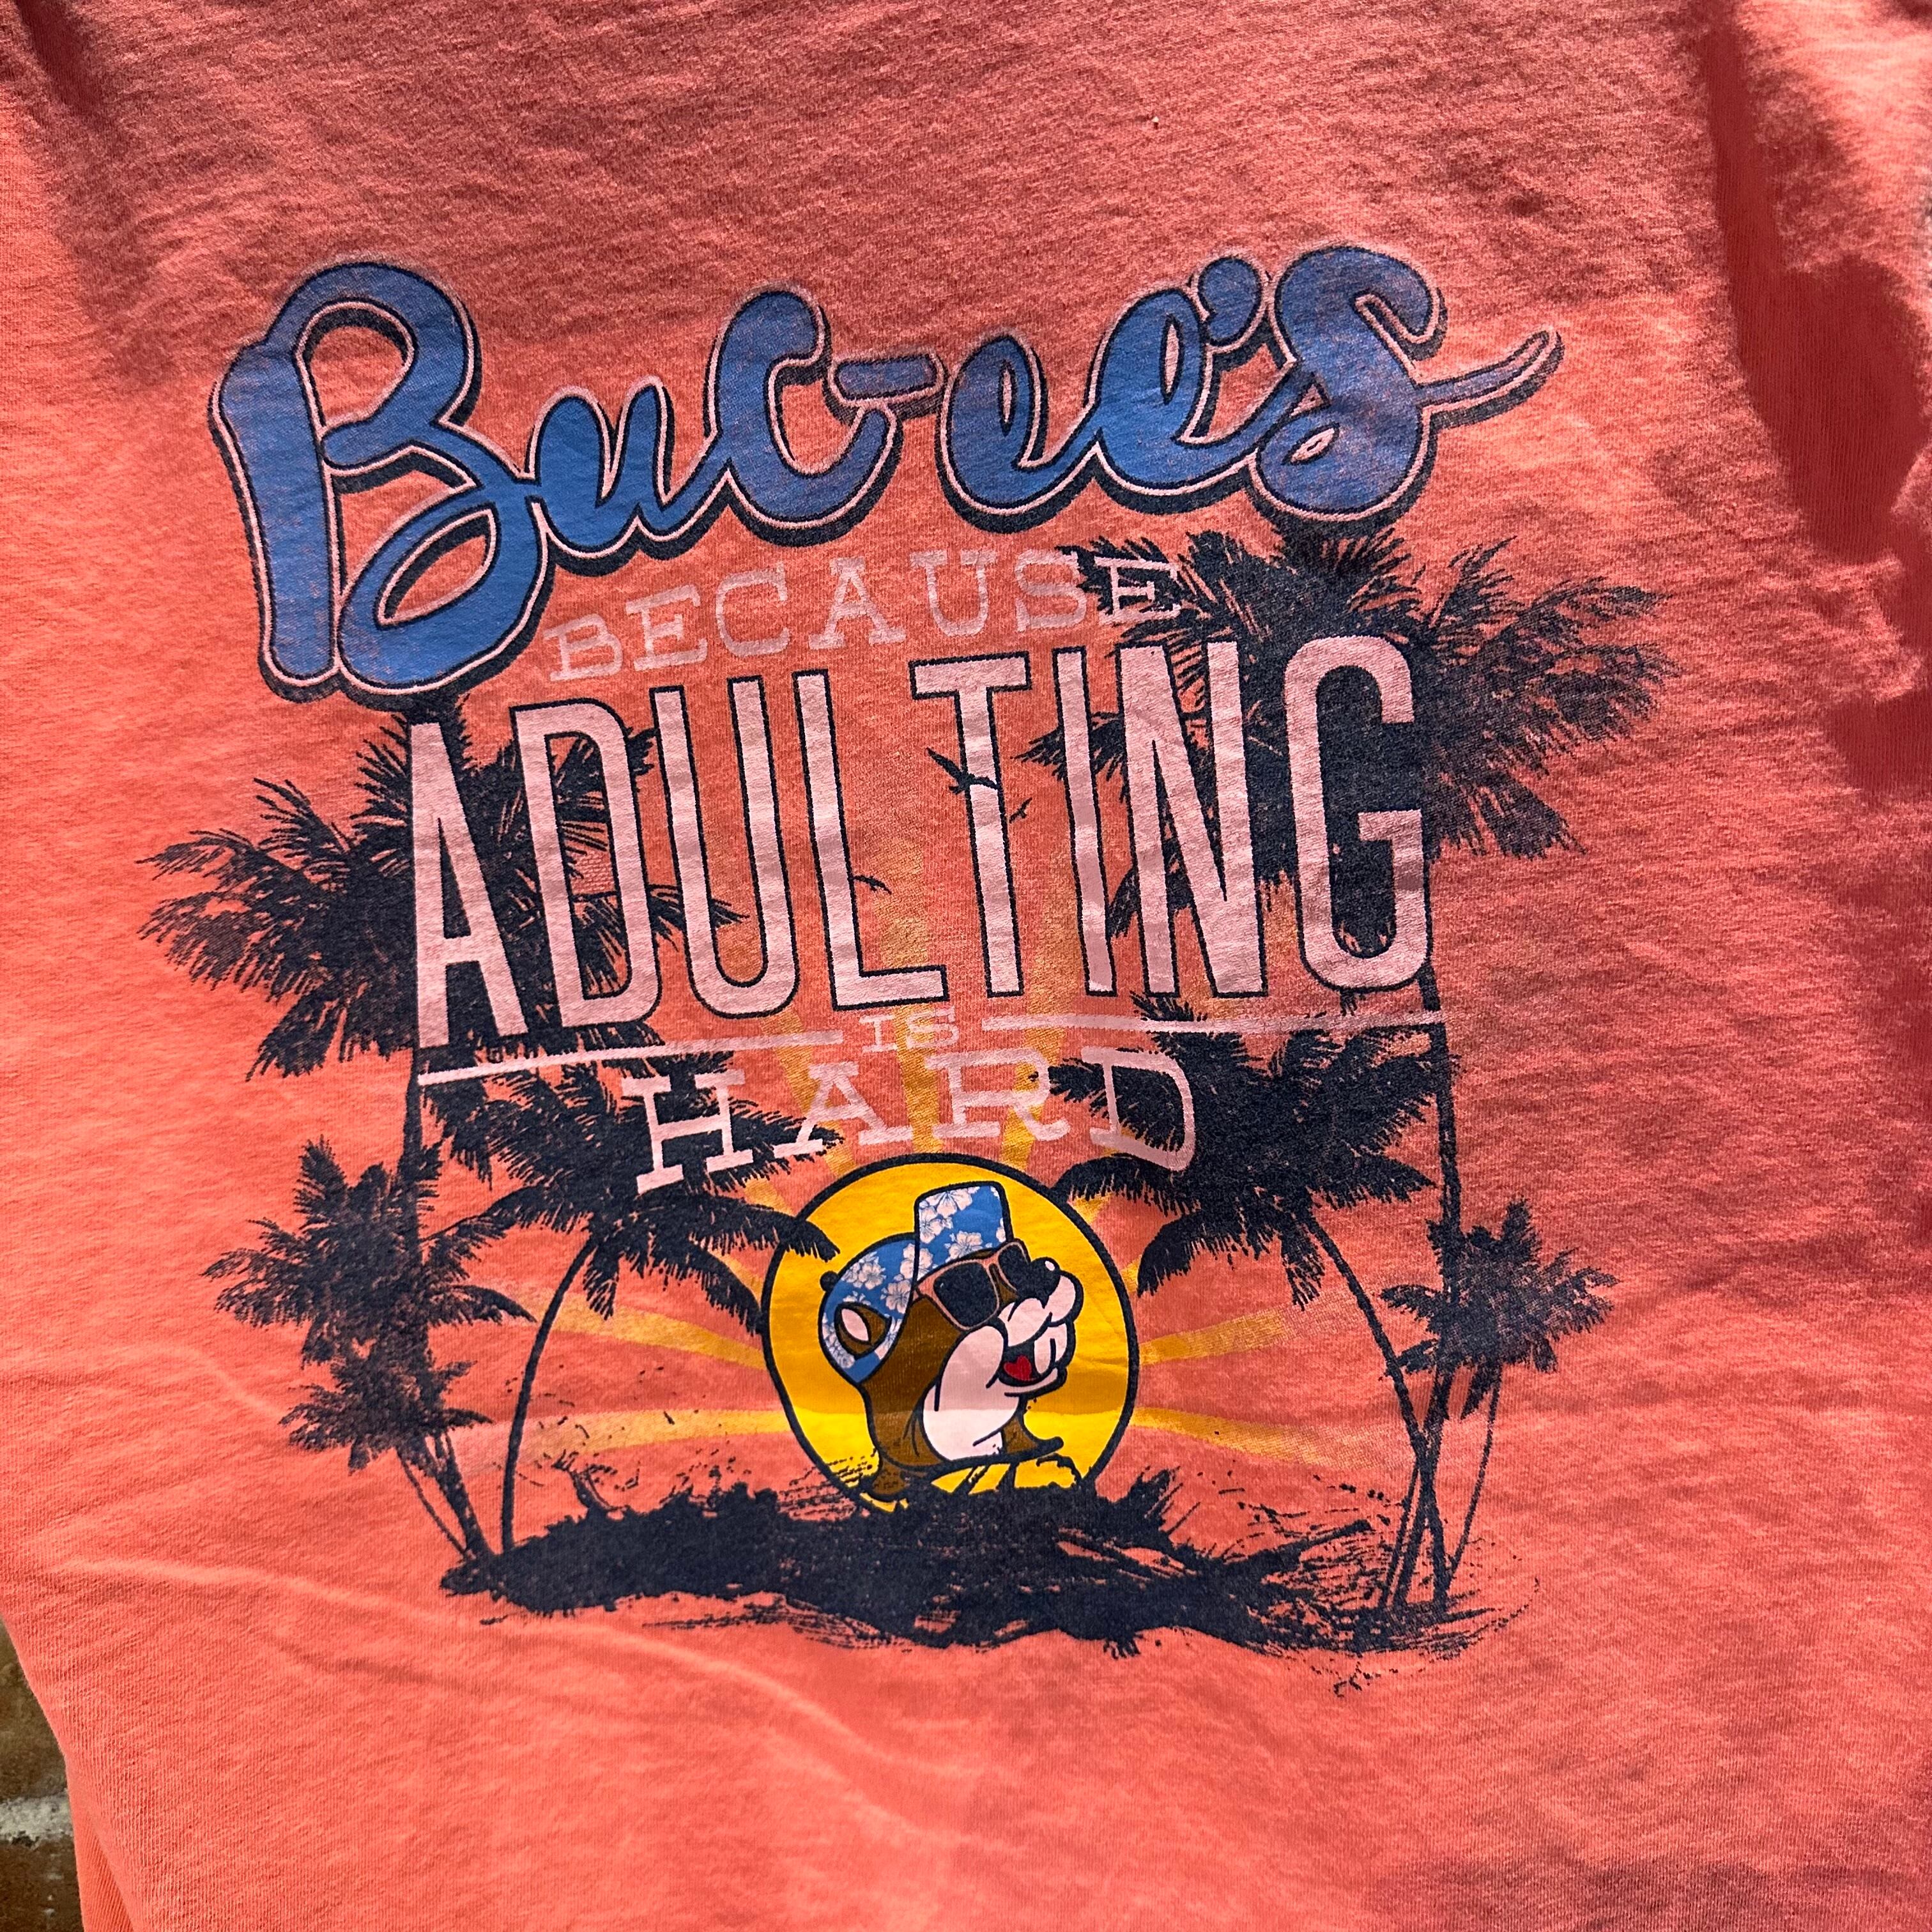 Buc-ee's
BECAUSE
ADULTING
IS
HARD